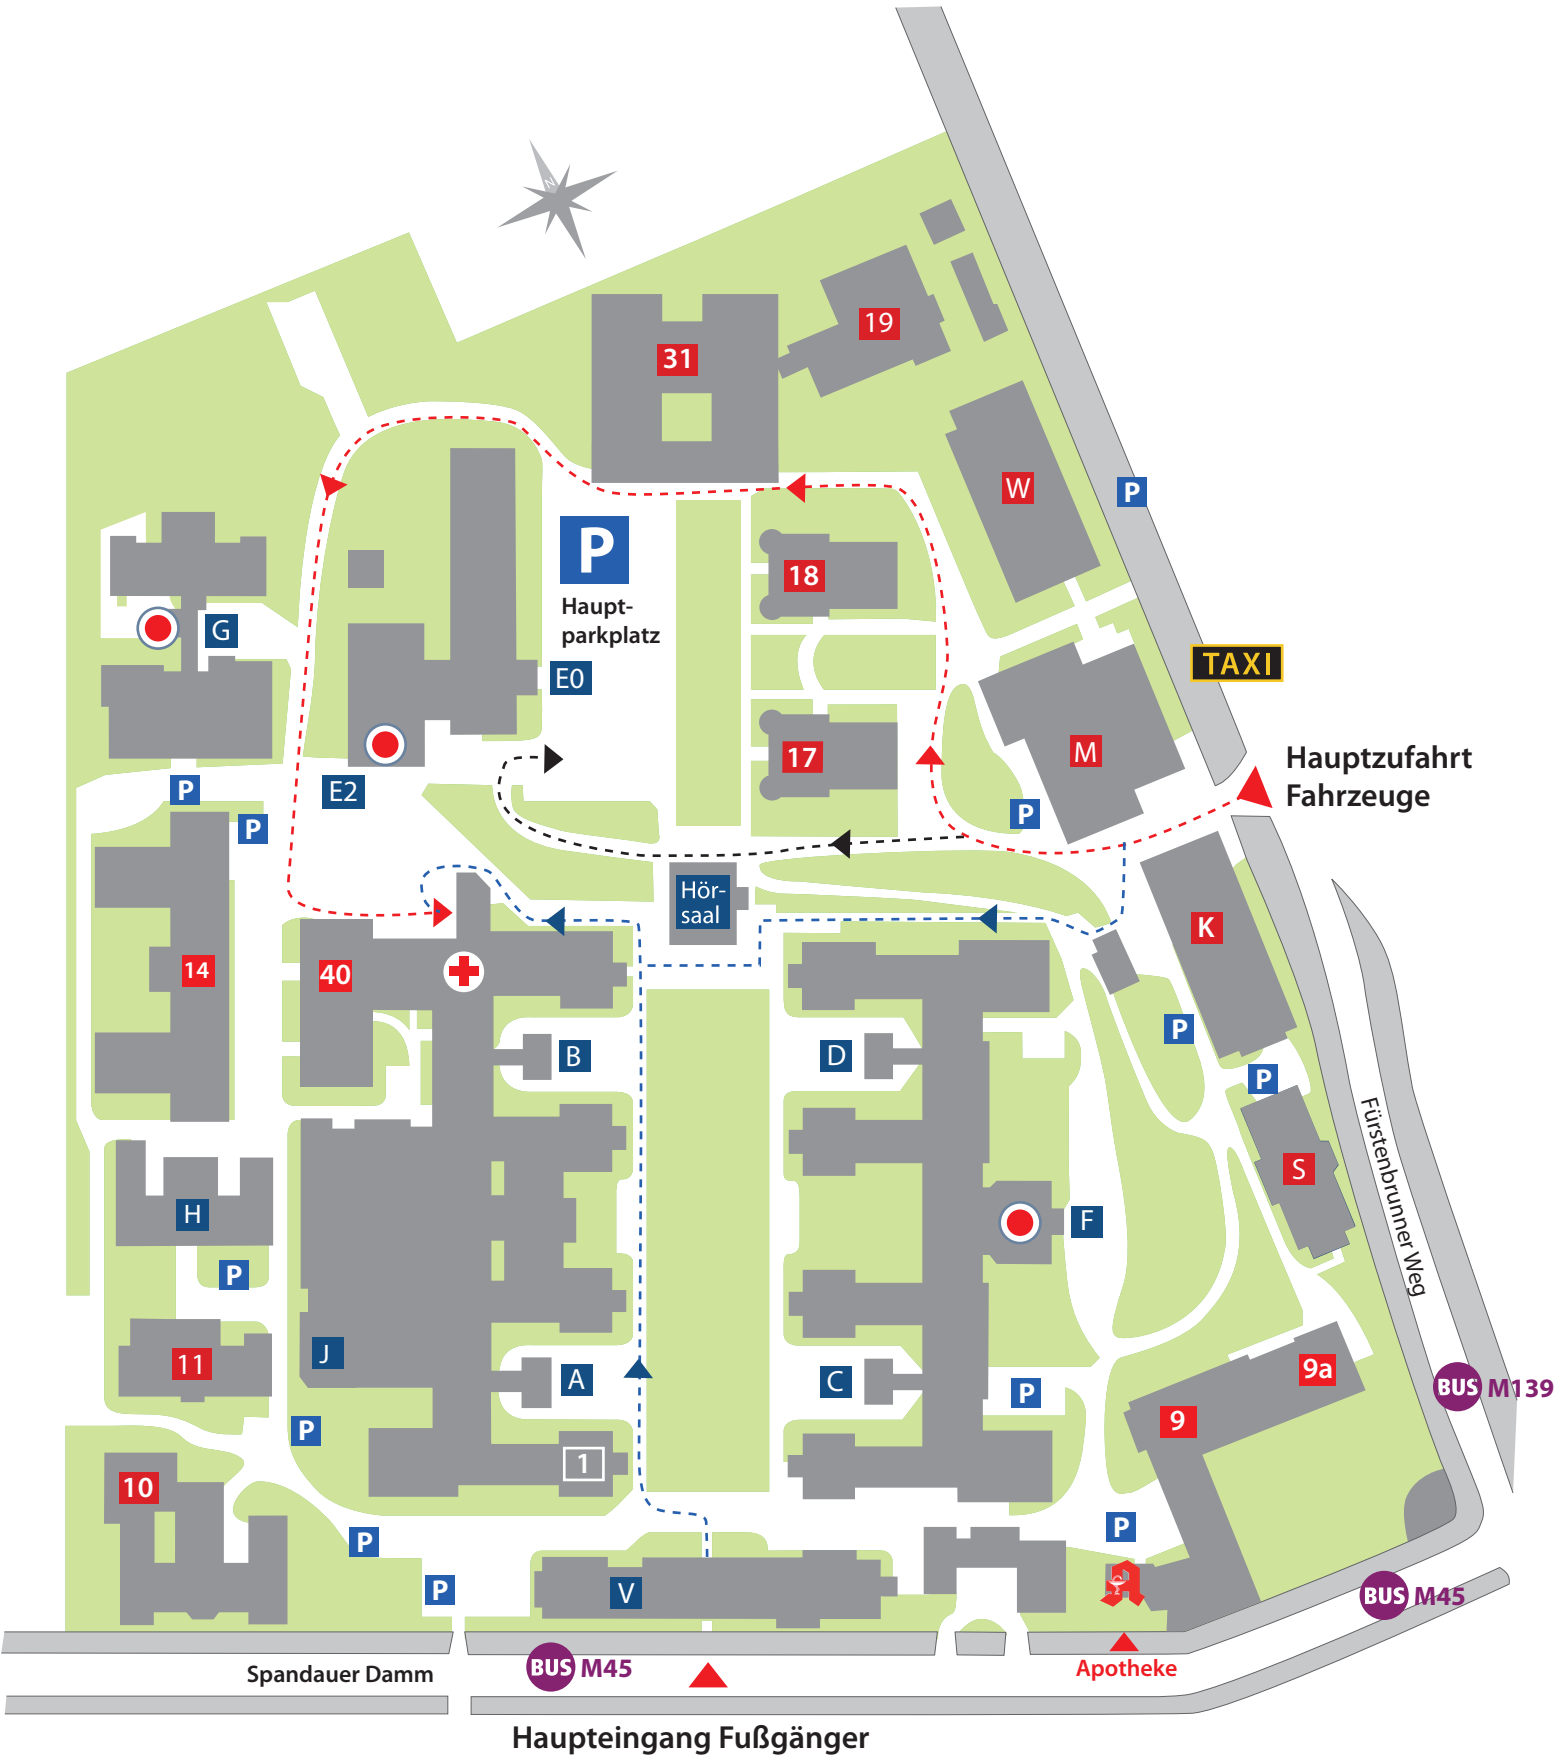 N
19
31
W
P
P
18
Haupt-
parkplatz
G
E0
TAXI
17
M
Hauptzufahrt
Fahrzeuge
P
E2
P
P
Hör-
saal
K
14
40
P
B
D
P
Fürstenbrunner Weg
S
H
F
P
J
11
A
C
P
9a
BUS M139
9
P
1
10
P
P
P
V
BUS M45
Apotheke
BUS M45
Spandauer Damm
Haupteingang Fußgänger